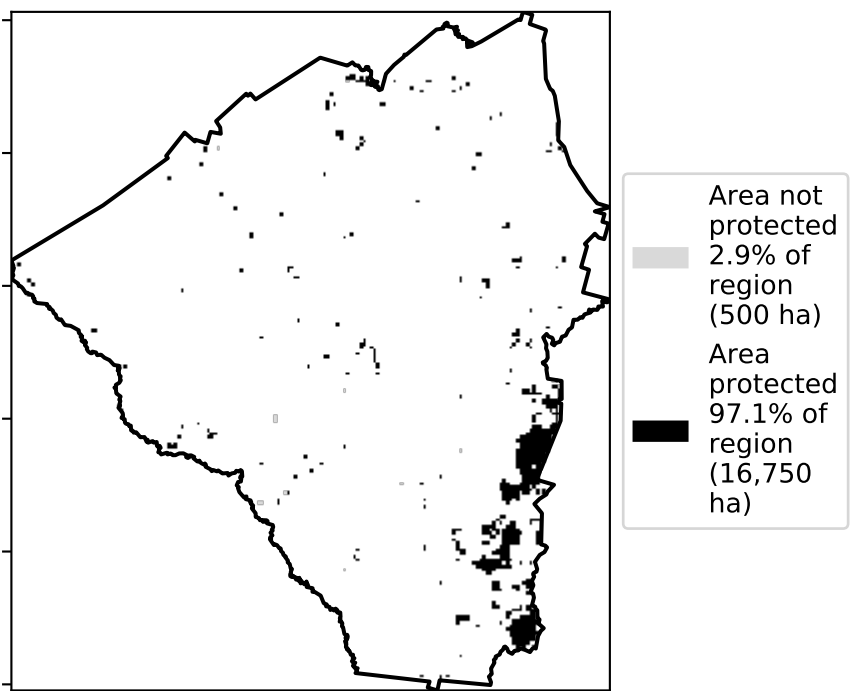 Area not
protected
2.9% of
region
(500 ha)
Area
protected
97.1% of
region
(16,750
ha)